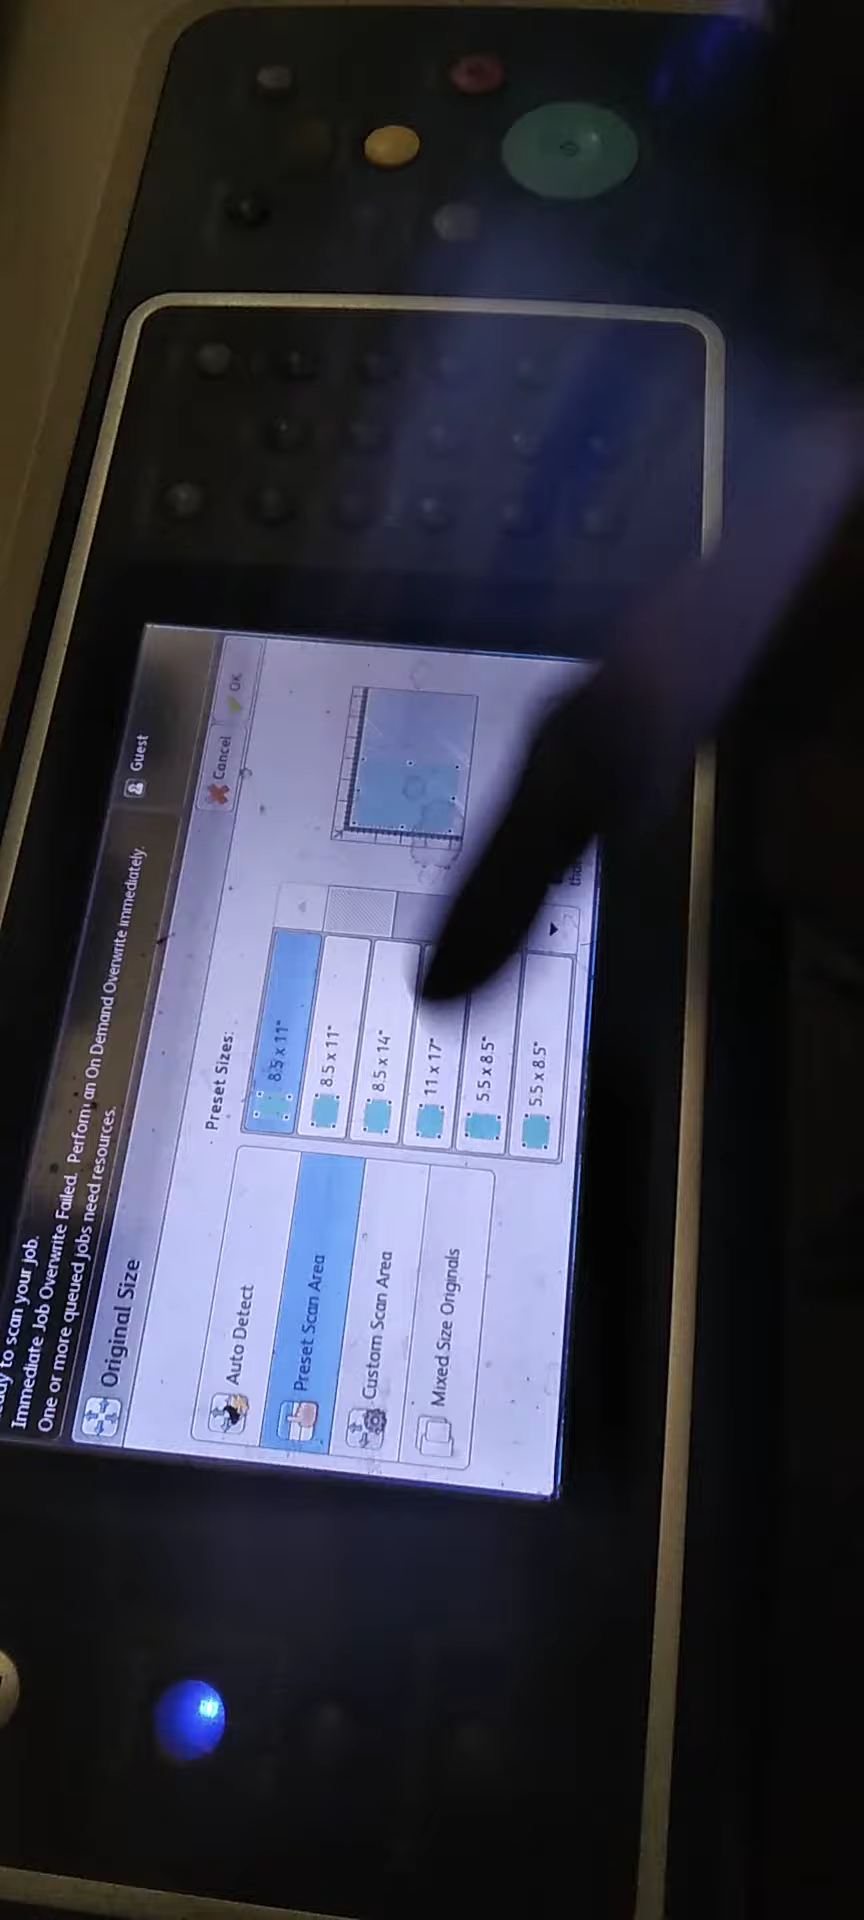 to scan your job.
Immediate Job Overwrite Failed. Perform an On Demand Overwrite immediately.
One or more queued jobs need resources.
Guest
Original Size
Cancel
OK
Auto Detect
Preset Scan Area
Custom Scan Area
Mixed Size Originals
Preset Sizes:
8.5 x 11"
8.5 x 11"
8.5 x 14"
11 x 17"
5.5 x 8.5"
5.5 x 8.5"